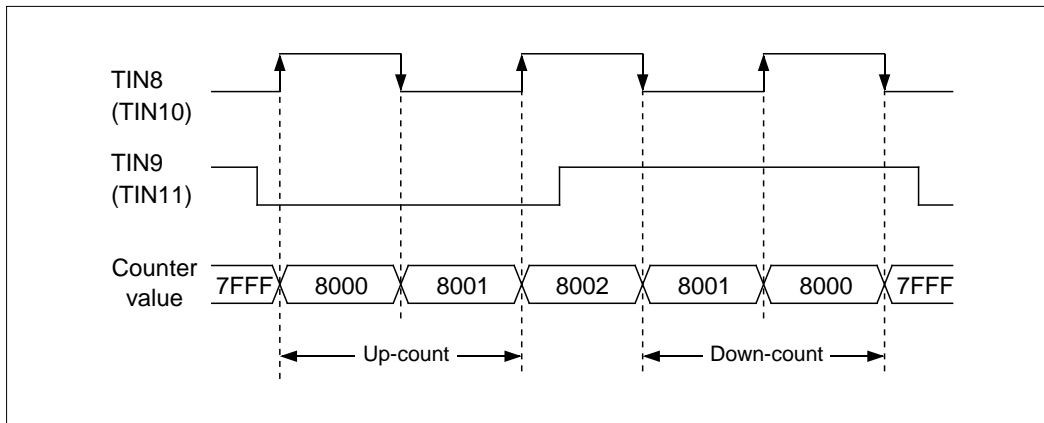 TIN8
(TIN10)
TIN9
(TIN11)
Counter
value
7FFF 8000 8001 8002 8001 8000 7FFF
Up-count Down-count